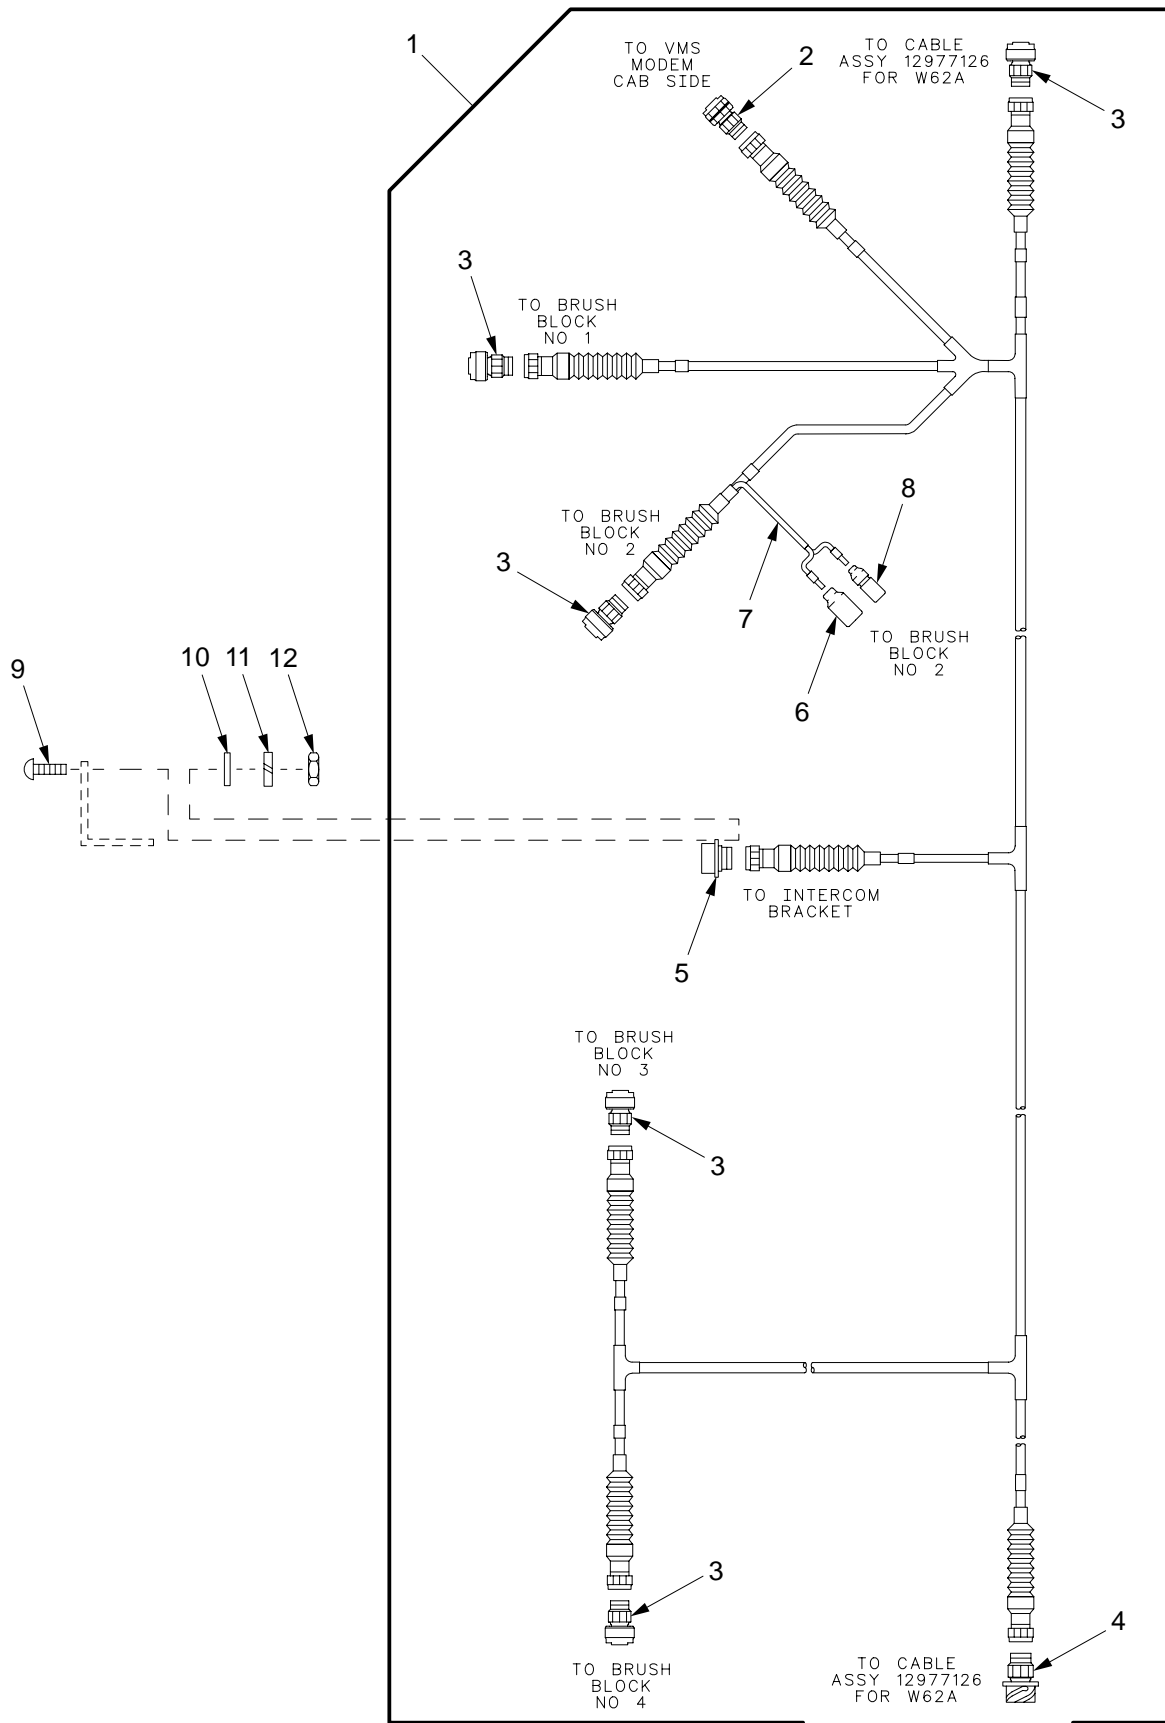 1
TO VMS
MODEM
CAB SIDE
2
TO CABLE
ASSY 12977126
FOR W62A
3
3
TO BRUSH
BLOCK
NO 1
TO BRUSH
BLOCK
NO 2
3
8
7
6
TO BRUSH
BLOCK
NO 2
9
10
11
12
5
TO INTERCOM
BRACKET
TO BRUSH
BLOCK
NO 3
3
3
TO BRUSH
BLOCK
NO 4
4
TO CABLE
ASSY 12977126
FOR W62A